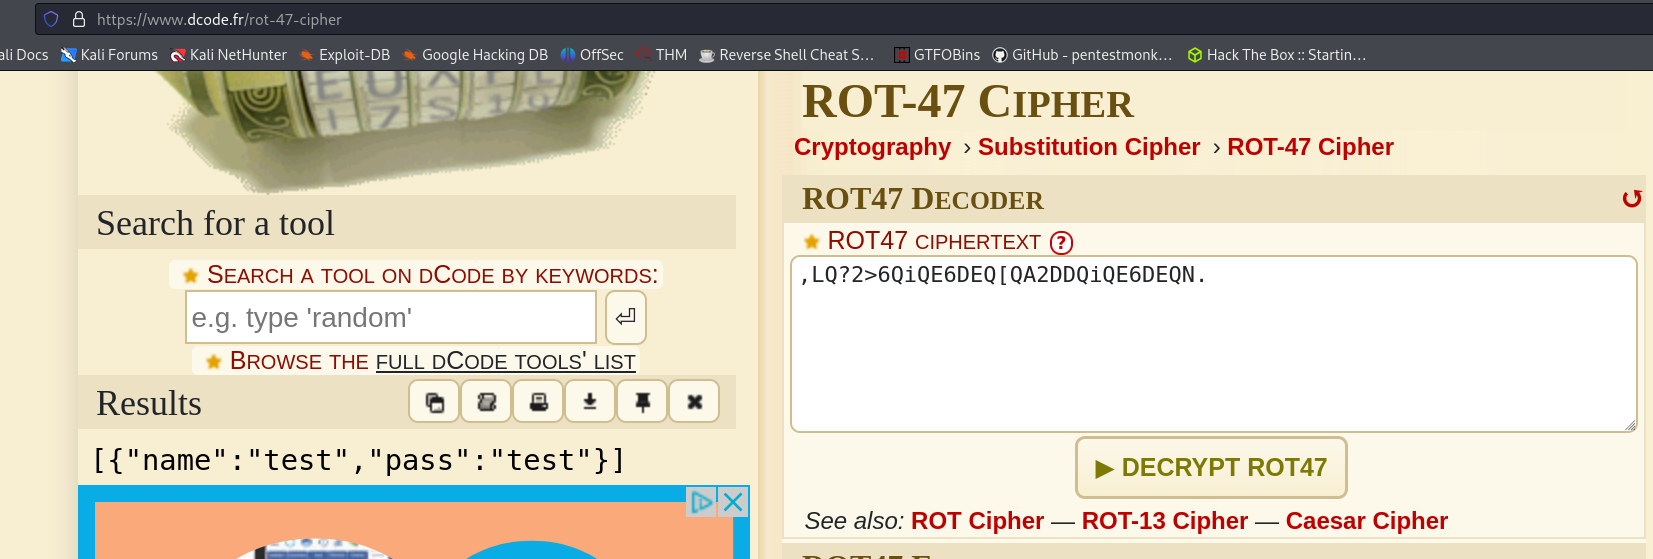 https://www.dcode.fr/rot-47-cipher
ali Docs Kali Forums Kali NetHunter Exploit-DB Google Hacking DB OffSec THM Reverse Shell Cheat S… GTFOBins GitHub - pentestmonk… Hack The Box :: Startin…
Search for a tool
★ SEARCH A TOOL ON DCODE BY KEYWORDS:
e.g. type 'random'
★ BROWSE THE FULL DCODE TOOLS' LIST
Results
[{"name":"test","pass":"test"}]
ROT-47 CIPHER
Cryptography › Substitution Cipher › ROT-47 Cipher
ROT47 DECODER
★ ROT47 CIPHERTEXT ?
,LQ?2>6QiQE6DEQ[QA2DDQiQE6DEQN.
▶ DECRYPT ROT47
See also: ROT Cipher — ROT-13 Cipher — Caesar Cipher